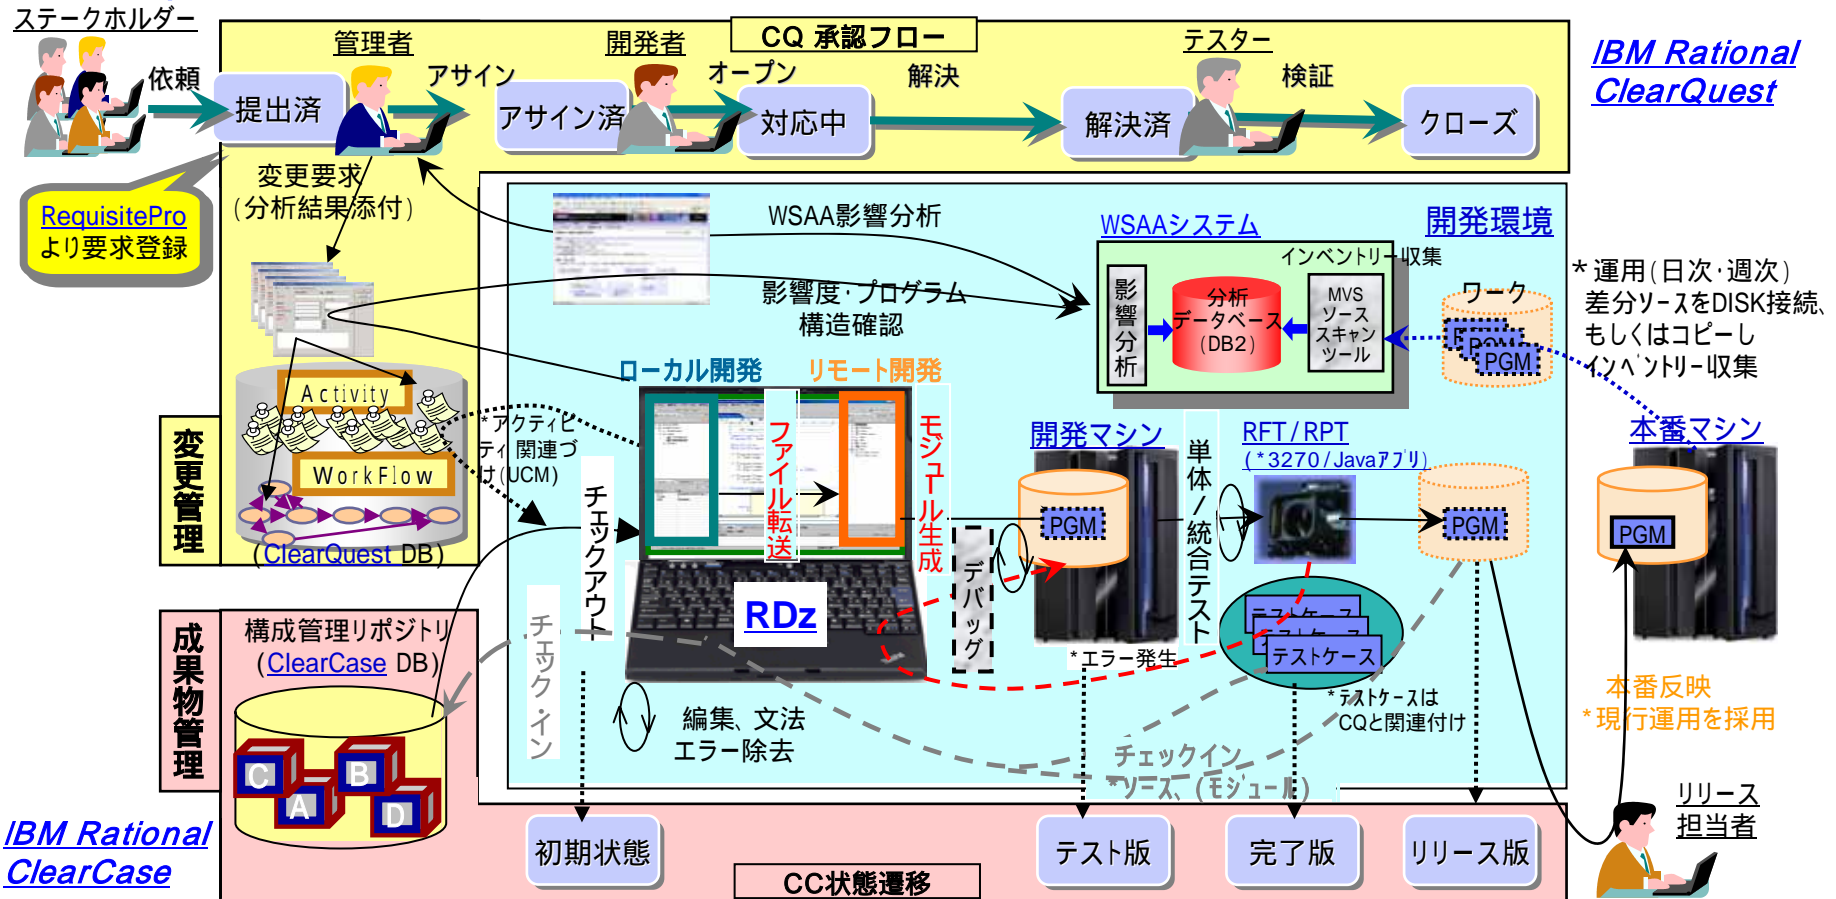 ステークホルダー
依頼
管理者
アサイン
開発者
オープン
CQ 承認フロー
解決
テスター
検証
IBM Rational
ClearQuest
提出済
アサイン済
対応中
解決済
クローズ
RequisitePro
より要求登録
変更要求
(分析結果添付)
WSAA影響分析
影響度・プログラム
構造確認
WSAAシステム
開発環境
インベントリー収集
影響分析
分析
データベース
(DB2)
MVS
ソース
スキャン
ツール
ワーク
PGM
PGM
PGM
*運用(日次・週次)
差分ソースをDISK接続、
もしくはコピーし
インベントリー収集
変更管理
Activity
WorkFlow
(ClearQuest DB)
*アクティビ
ティ関連づ
け(UCM)
ローカル開発
リモート開発
ファイル転送
モジュール生成
チェックアウト
チェック・イン
RDz
編集、文法
エラー除去
デバッグ
開発マシン
PGM
*エラー発生
単体/統合テスト
RFT/RPT
(*3270/Javaアプリ)
PGM
テストケース
テストケース
テストケース
*テストケースは
CQと関連付け
チェックイン
*ソース、(モジュール)
本番マシン
PGM
本番反映
*現行運用を採用
リリース
担当者
成果物管理
構成管理リポジトリ
(ClearCase DB)
C
A
B
D
IBM Rational
ClearCase
初期状態
テスト版
完了版
リリース版
CC状態遷移